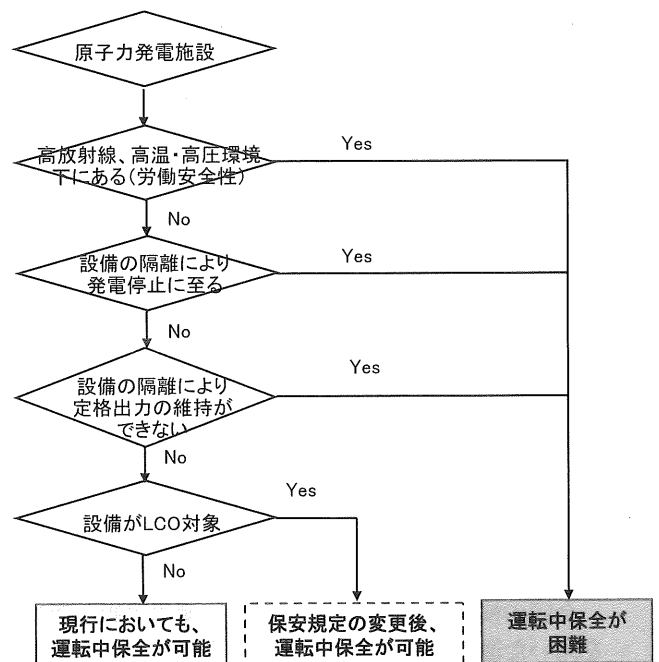 原子力発電施設
高放射線、高温・高圧環境
下にある(労働安全性)
Yes
No
設備の隔離により
発電停止に至る
Yes
No
設備の隔離により
定格出力の維持が
できない
Yes
No
設備がLCO対象
Yes
No
現行においても、
運転中保全が可能
保安規定の変更後、
運転中保全が可能
運転中保全が
困難